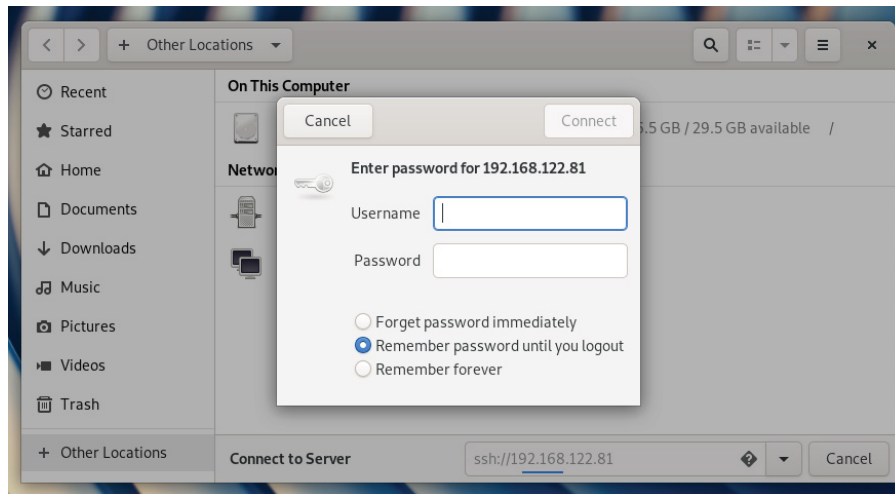 + Other Locations
Recent
Starred
Home
Documents
Downloads
Music
Pictures
Videos
Trash
+ Other Locations
On This Computer
5.5 GB / 29.5 GB available /
Cancel
Connect
Enter password for 192.168.122.81
Username
Password
Forget password immediately
Remember password until you logout
Remember forever
Connect to Server
ssh://192.168.122.81
Cancel